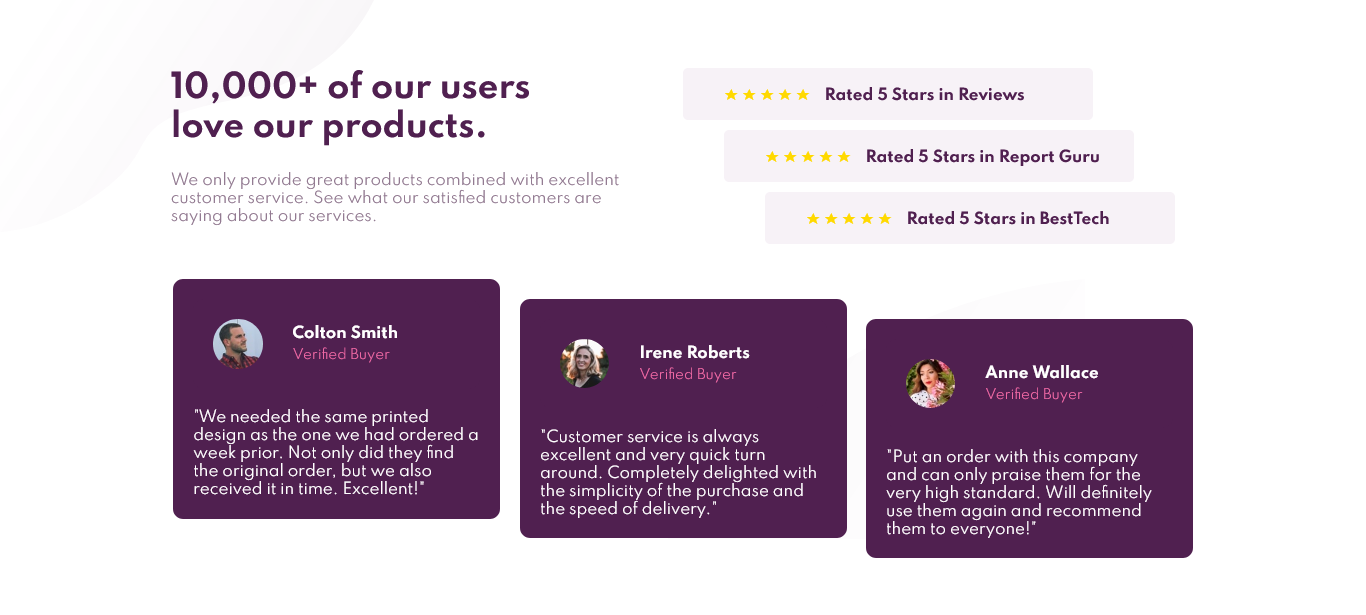 10,000+ of our users
love our products.
We only provide great products combined with excellent
customer service. See what our satisfied customers are
saying about our services.
Rated 5 Stars in Reviews
Rated 5 Stars in Report Guru
Rated 5 Stars in BestTech
Colton Smith
Verified Buyer
"We needed the same printed
design as the one we had ordered a
week prior. Not only did they find
the original order, but we also
received it in time. Excellent!"
Irene Roberts
Verified Buyer
"Customer service is always
excellent and very quick turn
around. Completely delighted with
the simplicity of the purchase and
the speed of delivery."
Anne Wallace
Verified Buyer
"Put an order with this company
and can only praise them for the
very high standard. Will definitely
use them again and recommend
them to everyone!"